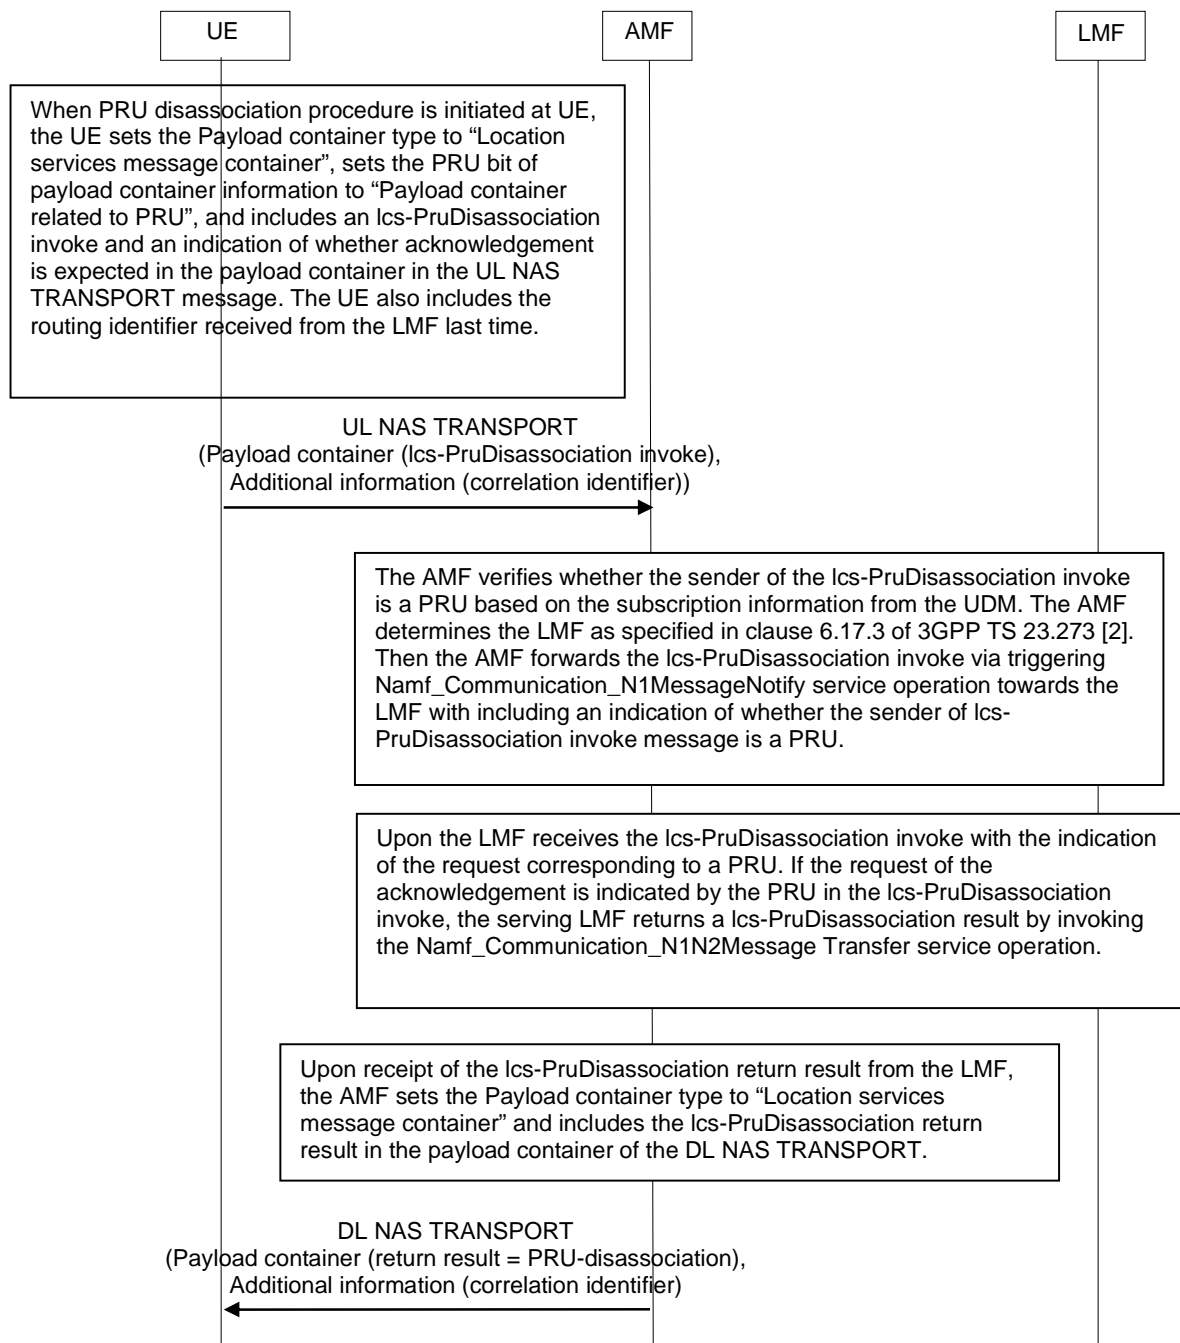 UE
AMF
LMF
When PRU disassociation procedure is initiated at UE,
the UE sets the Payload container type to “Location
services message container”, sets the PRU bit of
payload container information to “Payload container
related to PRU”, and includes an lcs-PruDisassociation
invoke and an indication of whether acknowledgement
is expected in the payload container in the UL NAS
TRANSPORT message. The UE also includes the
routing identifier received from the LMF last time.
UL NAS TRANSPORT
(Payload container (lcs-PruDisassociation invoke),
Additional information (correlation identifier))
The AMF verifies whether the sender of the lcs-PruDisassociation invoke
is a PRU based on the subscription information from the UDM. The AMF
determines the LMF as specified in clause 6.17.3 of 3GPP TS 23.273 [2].
Then the AMF forwards the lcs-PruDisassociation invoke via triggering
Namf_Communication_N1MessageNotify service operation towards the
LMF with including an indication of whether the sender of lcs-
PruDisassociation invoke message is a PRU.
Upon the LMF receives the lcs-PruDisassociation invoke with the indication
of the request corresponding to a PRU. If the request of the
acknowledgement is indicated by the PRU in the lcs-PruDisassociation
invoke, the serving LMF returns a lcs-PruDisassociation result by invoking
the Namf_Communication_N1N2Message Transfer service operation.
Upon receipt of the lcs-PruDisassociation return result from the LMF,
the AMF sets the Payload container type to “Location services
message container” and includes the lcs-PruDisassociation return
result in the payload container of the DL NAS TRANSPORT.
DL NAS TRANSPORT
(Payload container (return result = PRU-disassociation),
Additional information (correlation identifier)